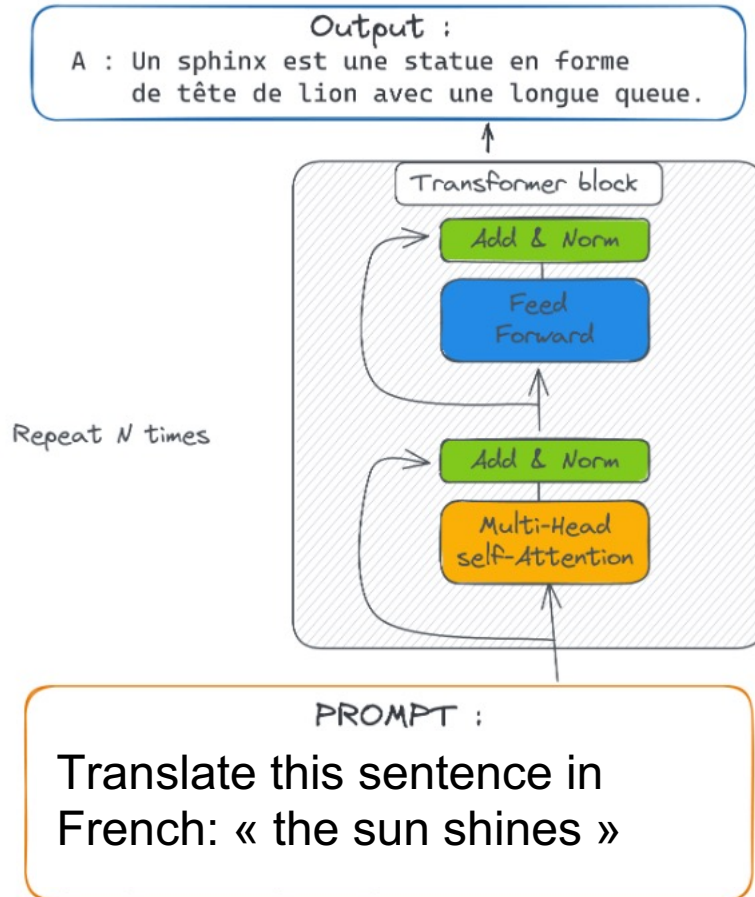 Output :
A : Un sphinx est une statue en forme
de tête de lion avec une longue queue.
Transformer block
Add & Norm
Feed
Forward
Repeat N times
Add & Norm
Multi-Head
self-Attention
PROMPT :
Translate this sentence in
French: « the sun shines »